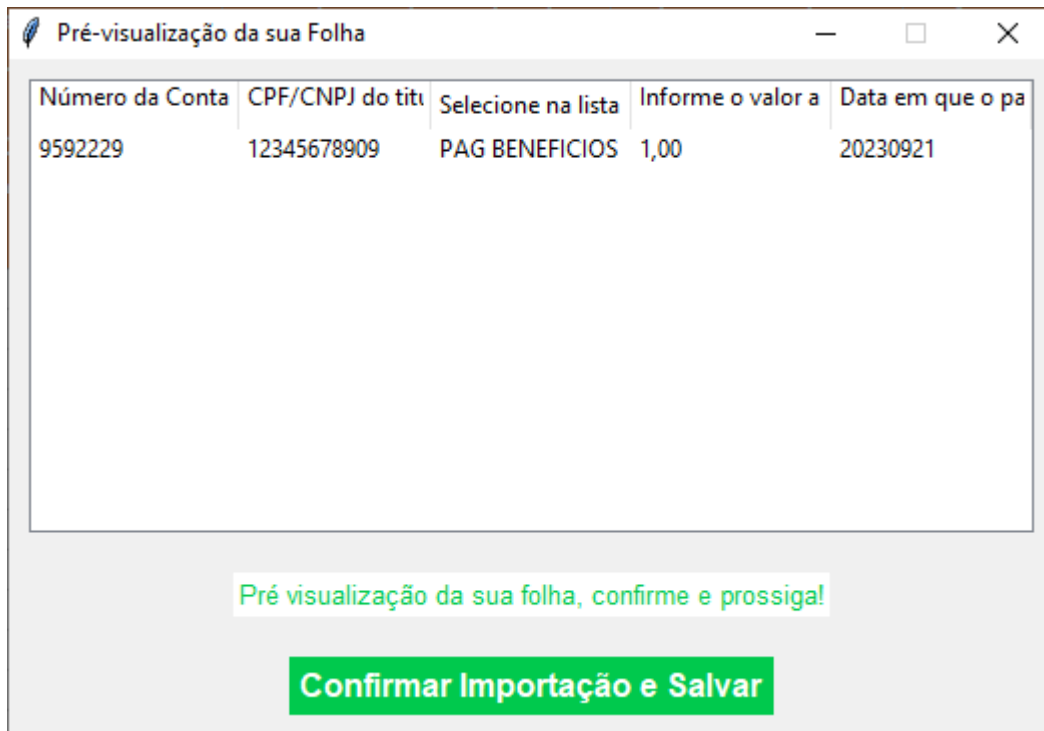 Pré-visualização da sua Folha
Número da Conta CPF/CNPJ do titu Selecione na lista Informe o valor a Data em que o pa
9592229 12345678909 PAG BENEFICIOS 1,00 20230921
Pré visualização da sua folha, confirme e prossiga!
Confirmar Importação e Salvar